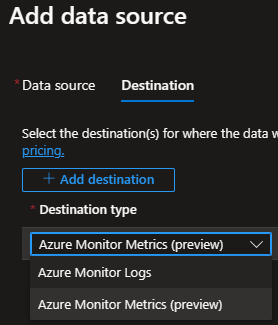 Add data source
* Data source Destination
Select the destination(s) for where the data w
pricing.
+ Add destination
* Destination type
Azure Monitor Metrics (preview)
Azure Monitor Logs
Azure Monitor Metrics (preview)